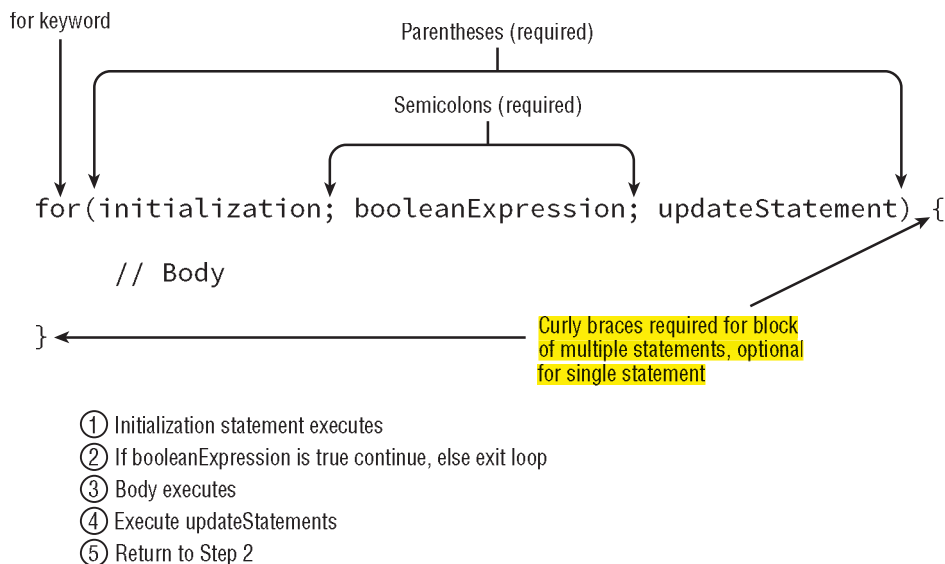 for keyword
Parentheses (required)
Semicolons (required)
for(initialization; booleanExpression; updateStatement) {
// Body
}
Curly braces required for block
of multiple statements, optional
for single statement
1 Initialization statement executes
2 If booleanExpression is true continue, else exit loop
3 Body executes
4 Execute updateStatements
5 Return to Step 2